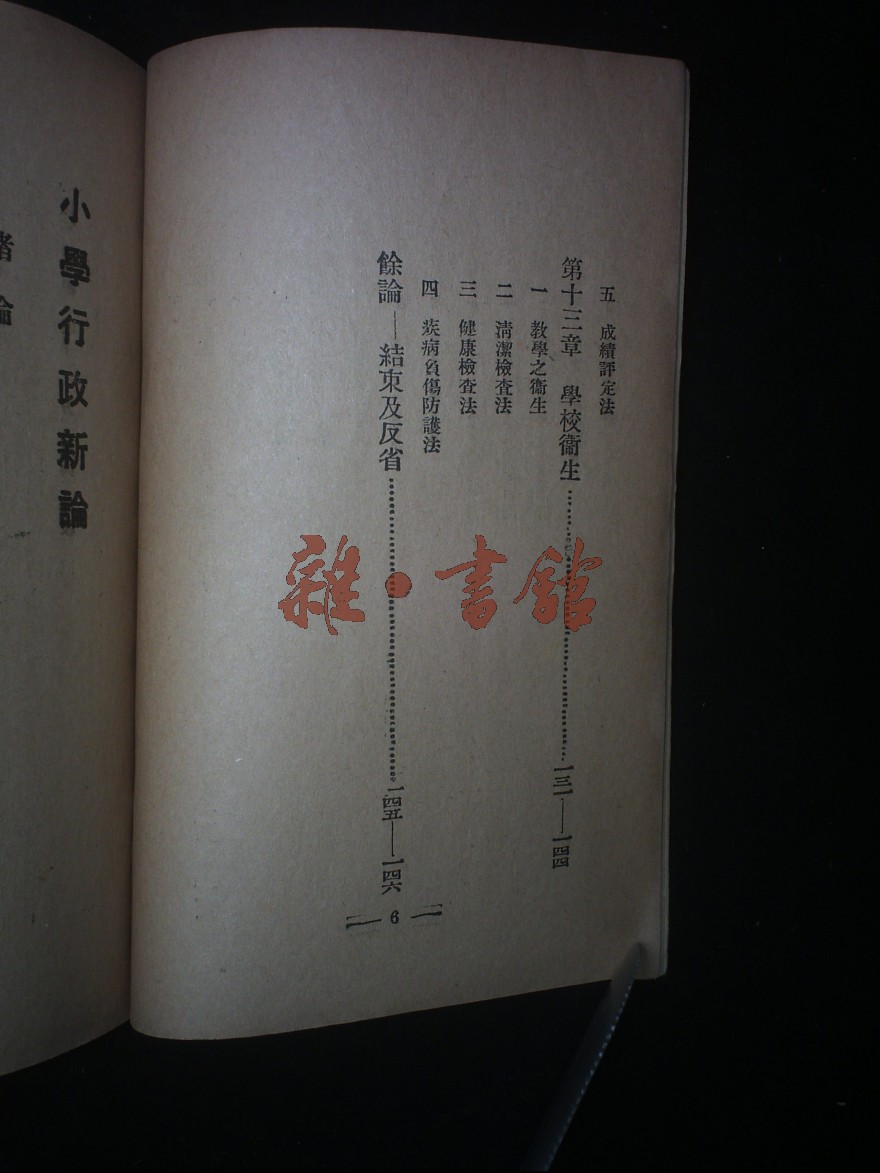 五　成績評定法
第十三章　學校衞生……一三一——一四四
一　教學之衞生
二　清潔檢查法
三　健康檢查法
四　疾病負傷防護法
餘論——結束及反省……一四五——一四六
6
小學行政新論
緒論
雜·書館